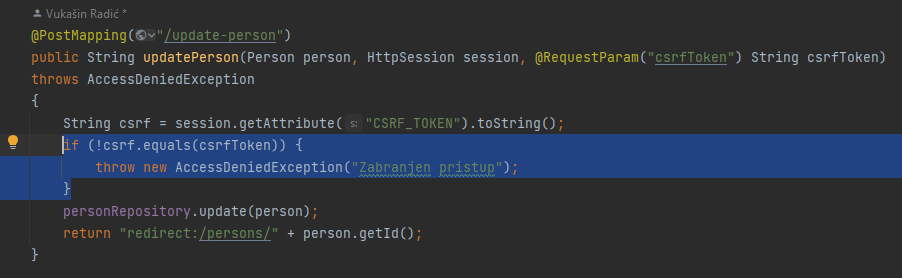 Vukašin Radić *
@PostMapping("/update-person")
public String updatePerson(Person person, HttpSession session, @RequestParam("csrfToken") String csrfToken)
throws AccessDeniedException
{
String csrf = session.getAttribute( s: "CSRF_TOKEN").toString();
if (!csrf.equals(csrfToken)) {
throw new AccessDeniedException("Zabranjen pristup");
}
personRepository.update(person);
return "redirect:/persons/" + person.getId();
}